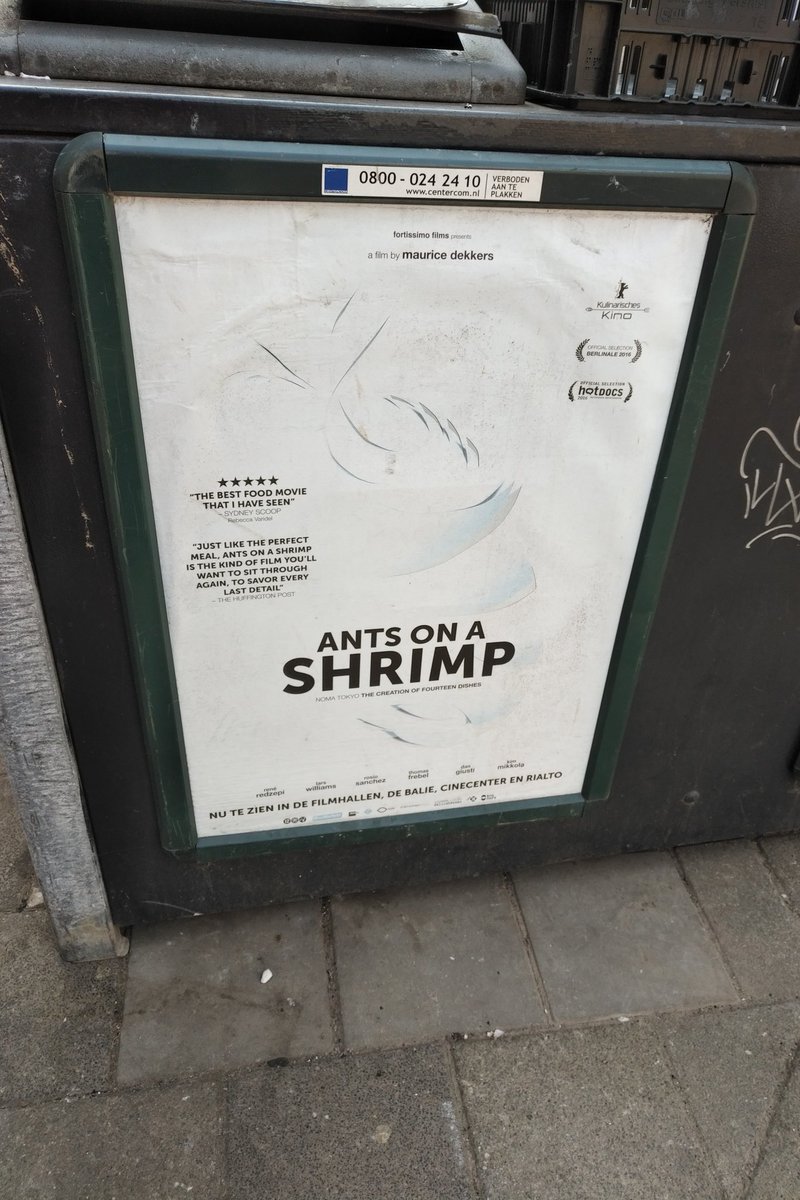 0800 - 024 24 10
www.centercom.nl
VERBODEN
AAN TE
PLAKKEN
fortissimo films presents
a film by maurice dekkers
Kulinarisches
Kino
OFFICIAL SELECTION
BERLINALE 2016
OFFICIAL SELECTION
hotDOCS
2016
★★★★★
"THE BEST FOOD MOVIE
THAT I HAVE SEEN"
– SYDNEY SCOOP
Rebecca Varidel
"JUST LIKE THE PERFECT
MEAL, ANTS ON A SHRIMP
IS THE KIND OF FILM YOU'LL
WANT TO SIT THROUGH
AGAIN, TO SAVOR EVERY
LAST DETAIL"
– THE HUFFINGTON POST
ANTS ON A
SHRIMP
NOMA TOKYO THE CREATION OF FOURTEEN DISHES
rené redzepi
lars williams
rosio sanchez
thomas frebel
dan giusti
kim mikkola
NU TE ZIEN IN DE FILMHALLEN, DE BALIE, CINECENTER EN RIALTO